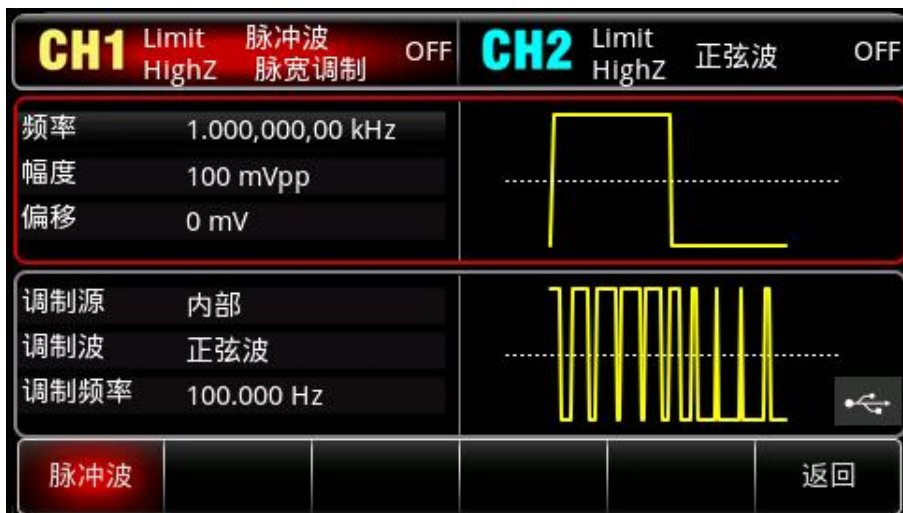 CH1 Limit 脉冲波 OFF
HighZ 脉宽调制
CH2 Limit 正弦波 OFF
HighZ
频率 1.000,000,00 kHz
幅度 100 mVpp
偏移 0 mV
调制源 内部
调制波 正弦波
调制频率 100.000 Hz
脉冲波 返回